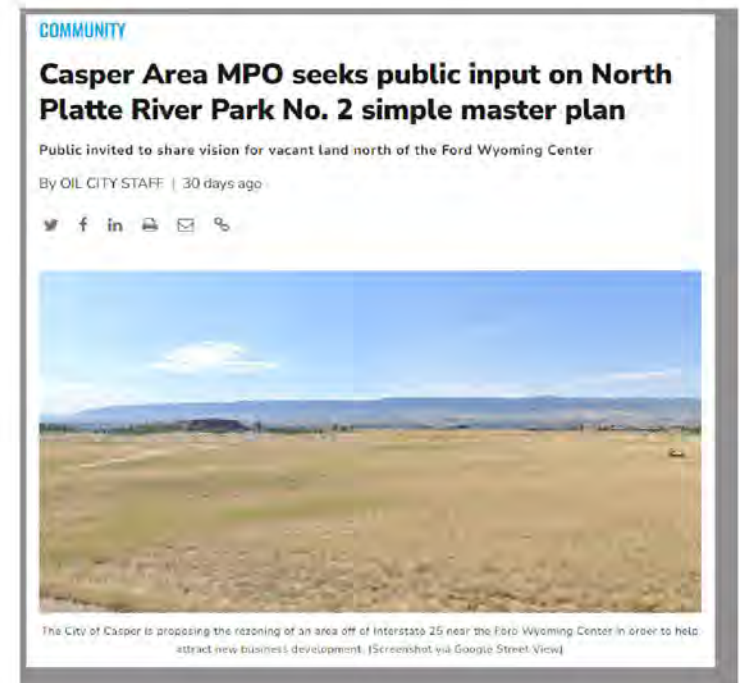 COMMUNITY
Casper Area MPO seeks public input on North
Platte River Park No. 2 simple master plan
Public invited to share vision for vacant land north of the Ford Wyoming Center
By OIL CITY STAFF | 30 days ago
The City of Casper is proposing the rezoning of an area off of Interstate 25 near the Ford Wyoming Center in order to help
attract new business development. (Screenshot via Google Street View)